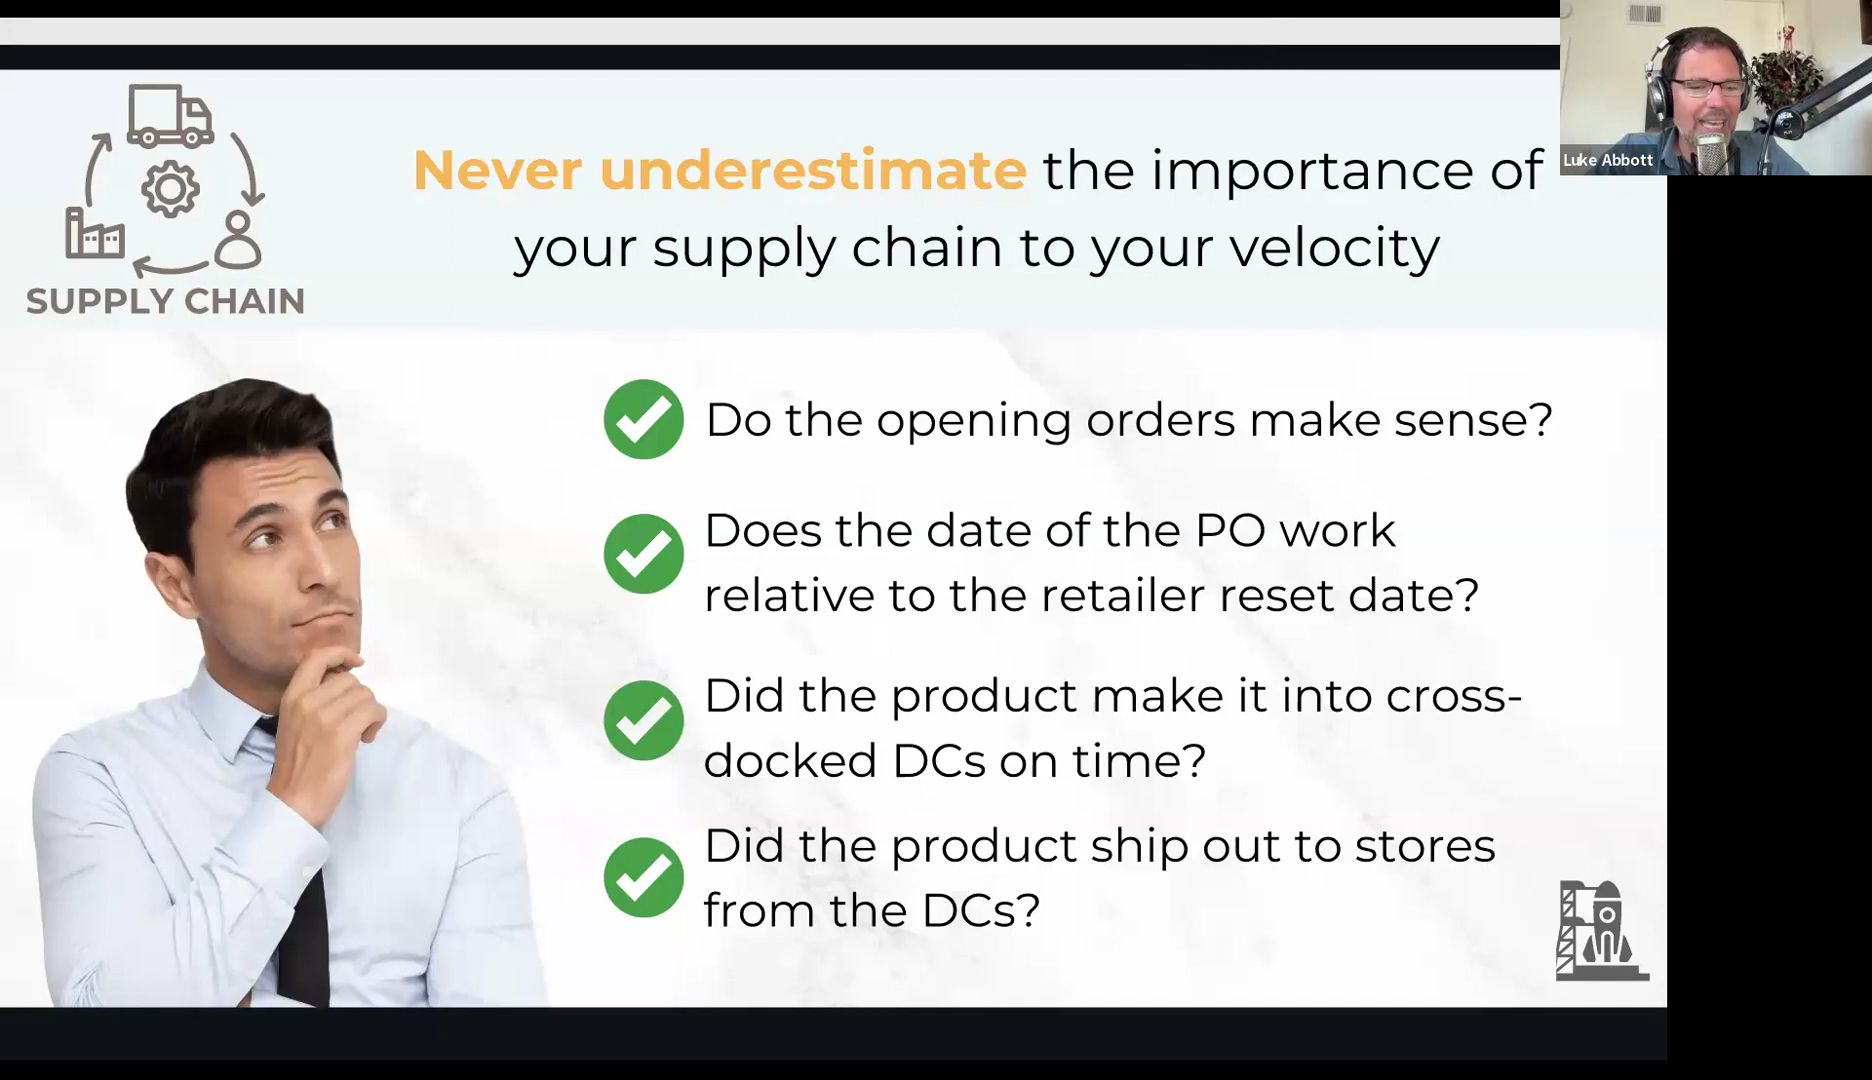 Luke Abbott
SUPPLY CHAIN
Never underestimate the importance of
your supply chain to your velocity
Do the opening orders make sense?
Does the date of the PO work
relative to the retailer reset date?
Did the product make it into cross-
docked DCs on time?
Did the product ship out to stores
from the DCs?